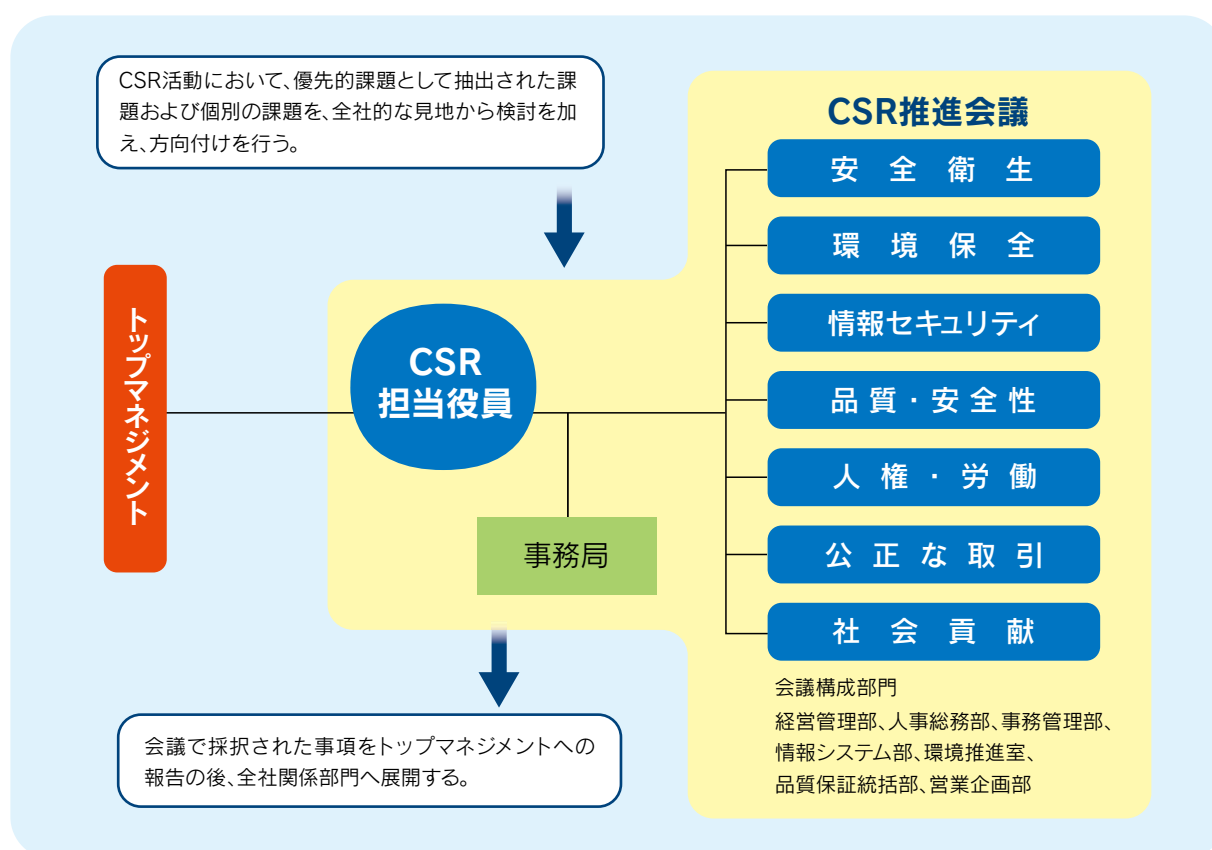 CSR活動において、優先的課題として抽出された課
題および個別の課題を、全社的な見地から検討を加
え、方向付けを行う。
トップマネジメント
CSR
担当役員
事務局
会議で採択された事項をトップマネジメントへの
報告の後、全社関係部門へ展開する。
CSR推進会議
安全衛生
環境保全
情報セキュリティ
品質・安全性
人権・労働
公正な取引
社会貢献
会議構成部門
経営管理部、人事総務部、事務管理部、
情報システム部、環境推進室、
品質保証統括部、営業企画部